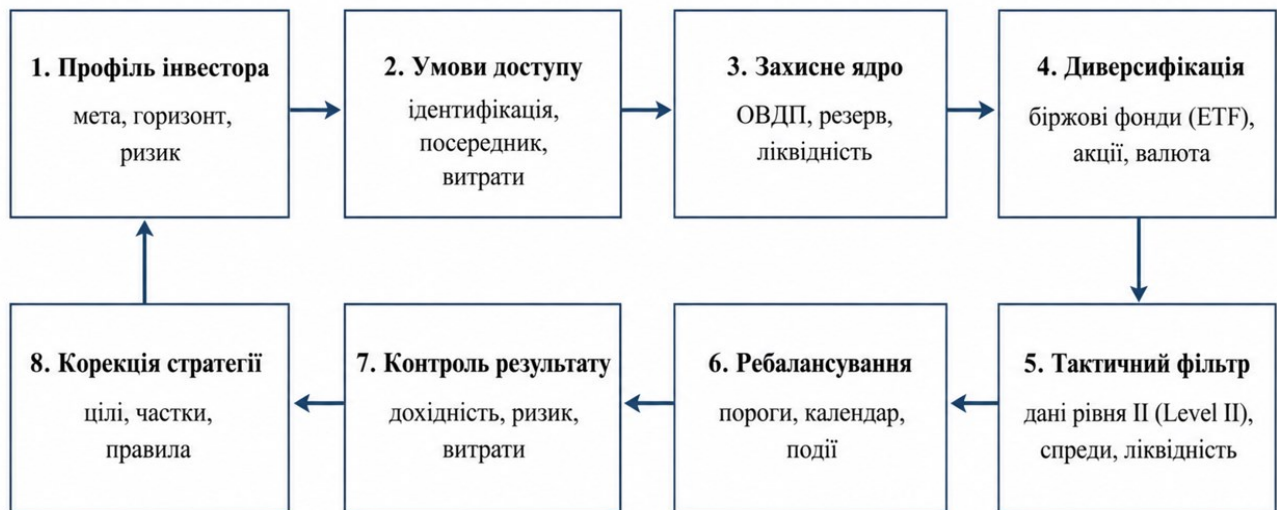 1. Профіль інвестора
мета, горизонт,
ризик
2. Умови доступу
ідентифікація,
посередник,
витрати
3. Захисне ядро
ОВДП, резерв,
ліквідність
4. Диверсифікація
біржові фонди (ETF),
акції, валюта
5. Тактичний фільтр
дані рівня II (Level II),
спреди, ліквідність
6. Ребалансування
пороги, календар,
події
7. Контроль результату
дохідність, ризик,
витрати
8. Корекція стратегії
цілі, частки,
правила